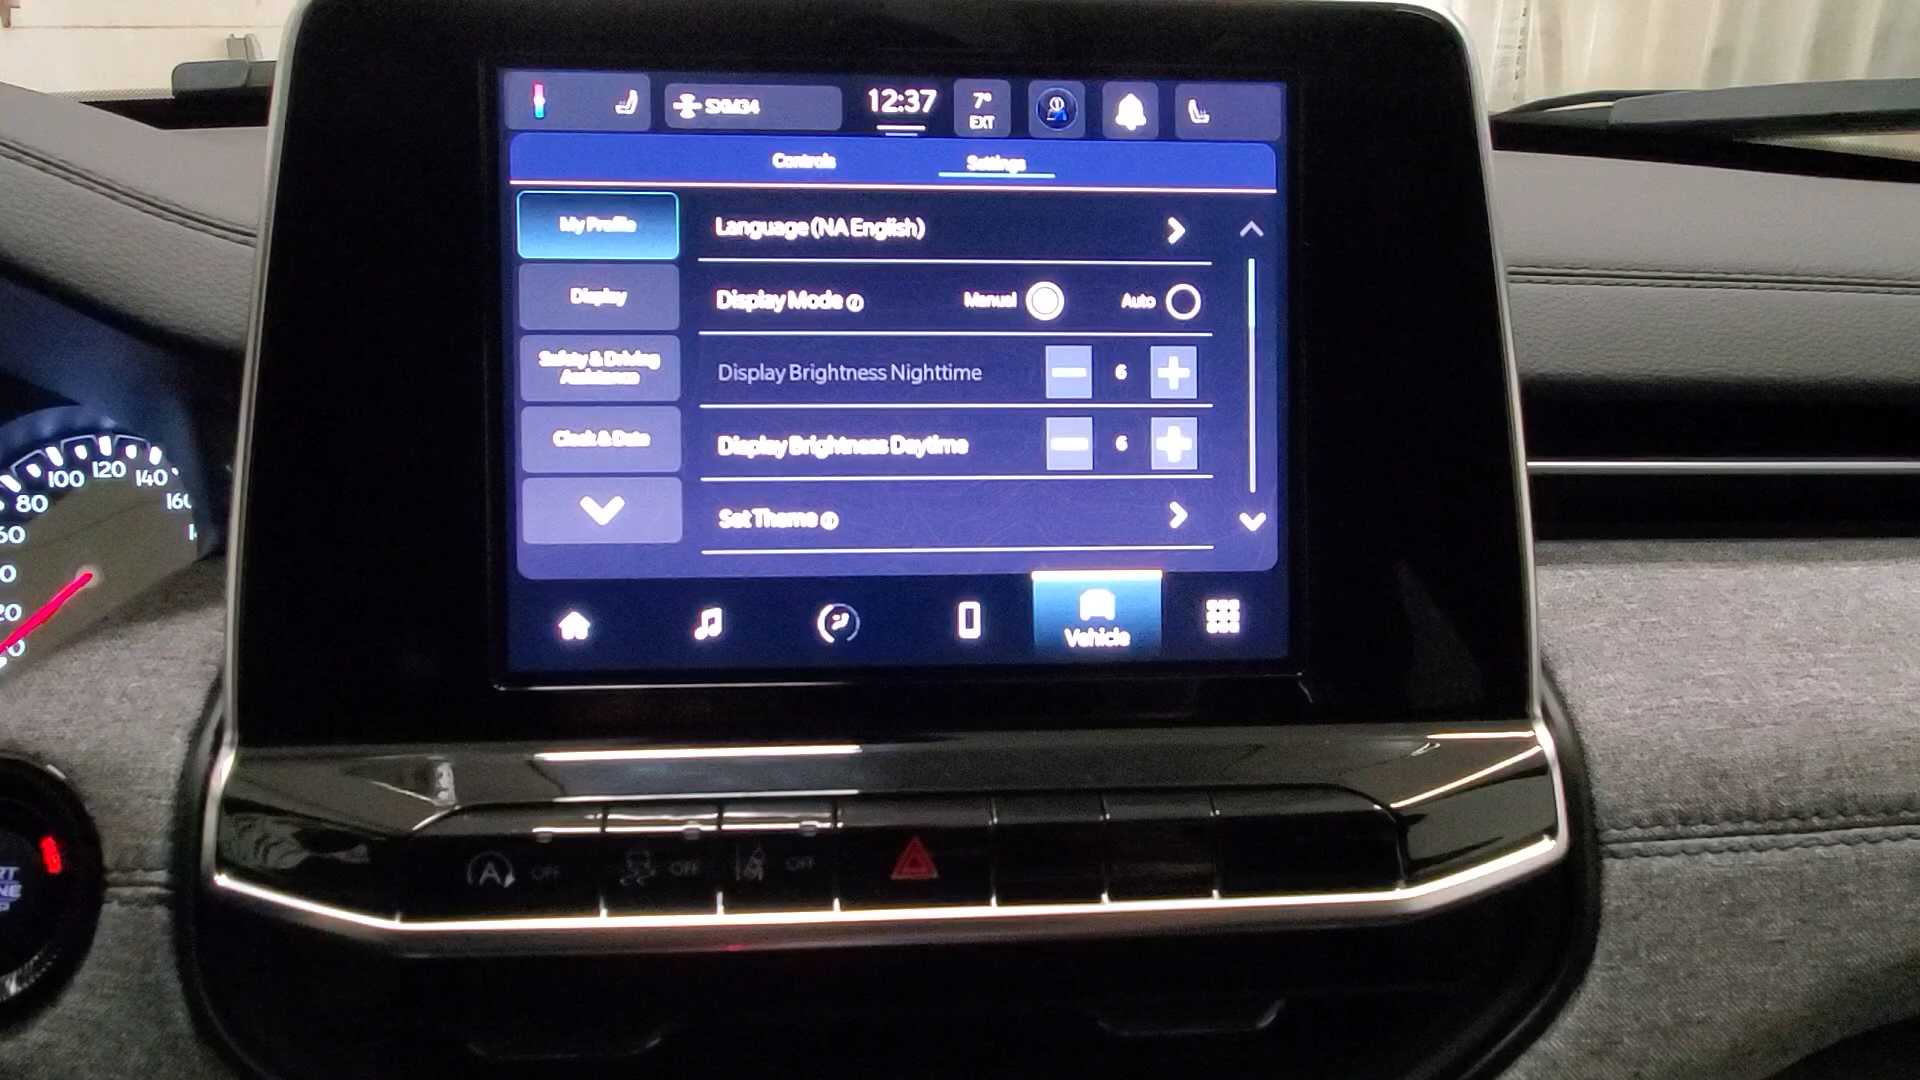 SXM34
12:37
7°
EXT
Controls
Settings
My Profile
Language (NA English)
Display
Display Mode
Manual
Auto
Safety & Driving
Assistance
Display Brightness Nighttime
6
Clock & Date
Display Brightness Daytime
6
Set Theme
Vehicle
80
100
120
140
OFF
OFF
OFF